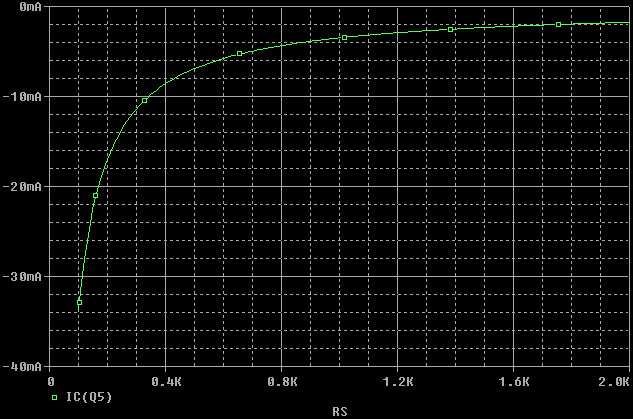 0mA
-10mA
-20mA
-30mA
-40mA
0 0.4K 0.8K 1.2K 1.6K 2.0K
IC(Q5)
RS